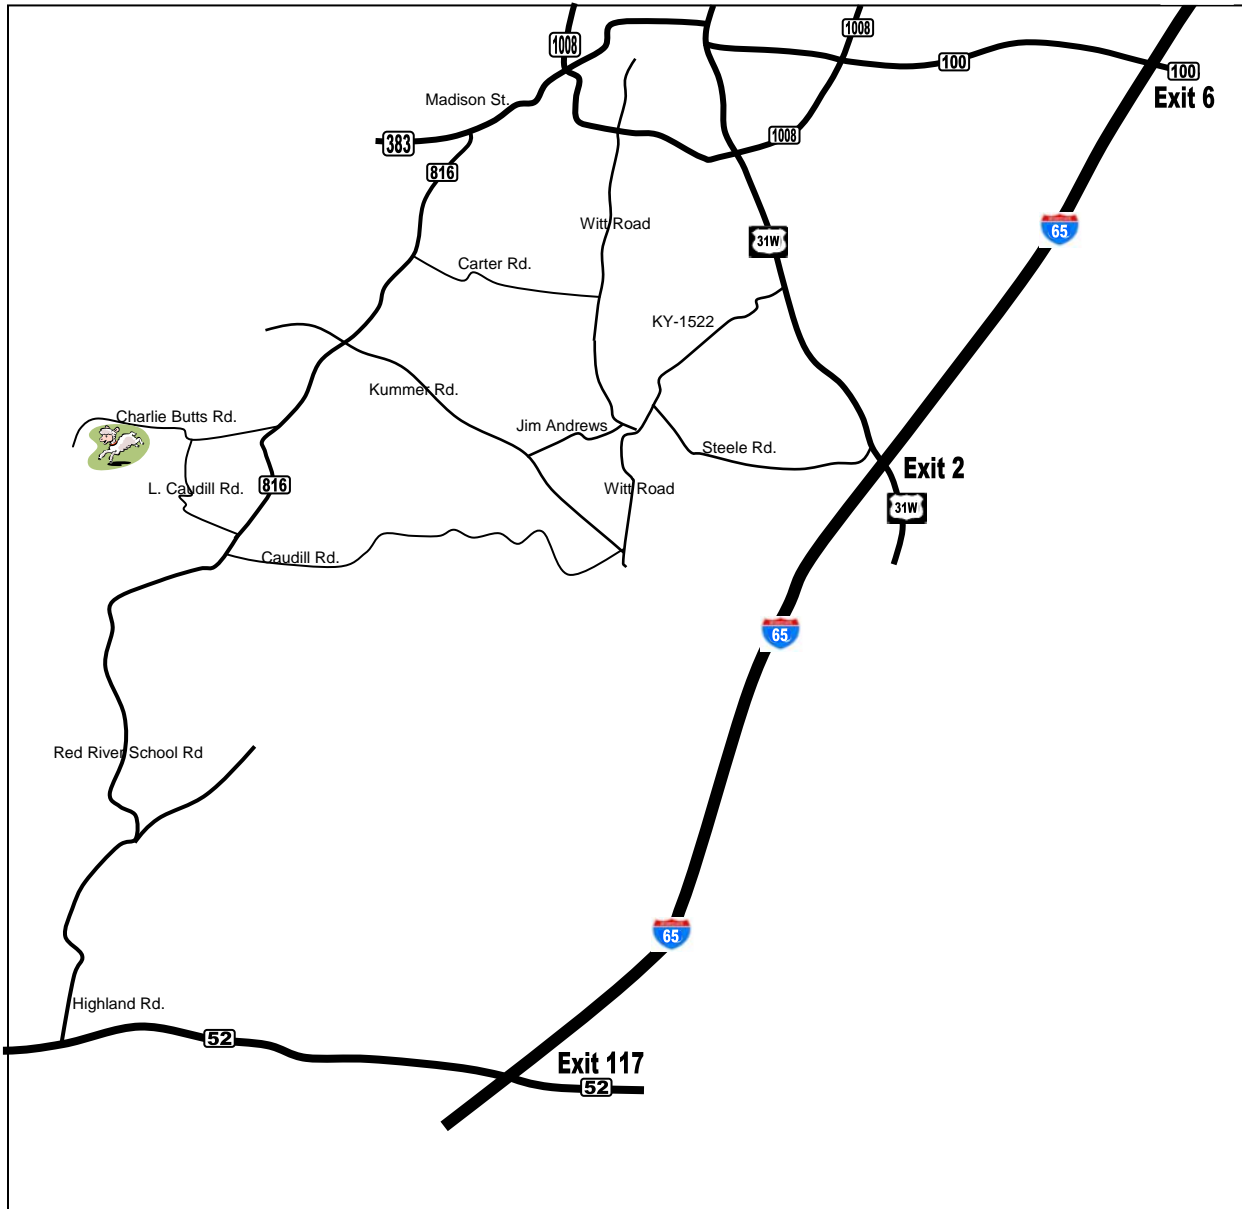 1008
1008
100
100
Exit 6
Madison St.
383
1008
816
Witt Road
65
31W
Carter Rd.
KY-1522
Kummer Rd.
Charlie Butts Rd.
Jim Andrews
Steele Rd.
Exit 2
L. Caudill Rd.
816
Witt Road
31W
Caudill Rd.
65
Red River School Rd
65
Highland Rd.
52
Exit 117
52